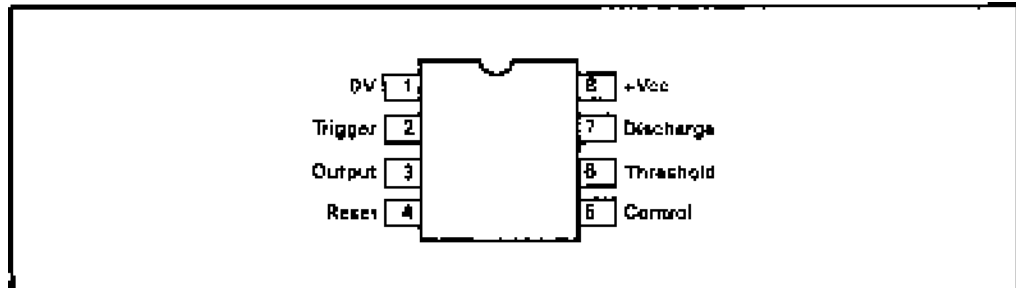 0V 1 8 +Vcc
Trigger 2 7 Discharge
Output 3 6 Threshold
Reset 4 5 Control